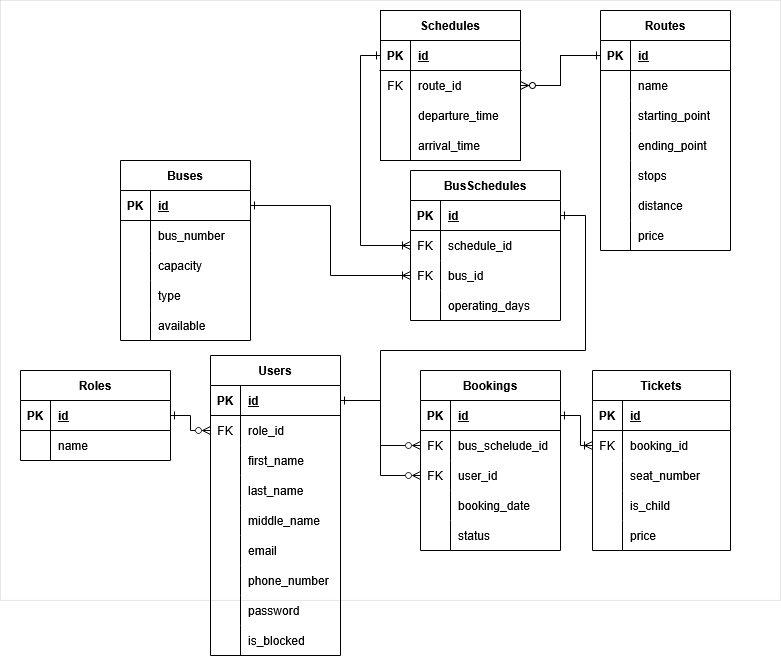 Schedules
PK id
FK route_id
departure_time
arrival_time
Routes
PK id
name
starting_point
ending_point
stops
distance
price
Buses
PK id
bus_number
capacity
type
available
BusSchedules
PK id
FK schedule_id
FK bus_id
operating_days
Roles
PK id
name
Users
PK id
FK role_id
first_name
last_name
middle_name
email
phone_number
password
is_blocked
Bookings
PK id
FK bus_schelude_id
FK user_id
booking_date
status
Tickets
PK id
FK booking_id
seat_number
is_child
price